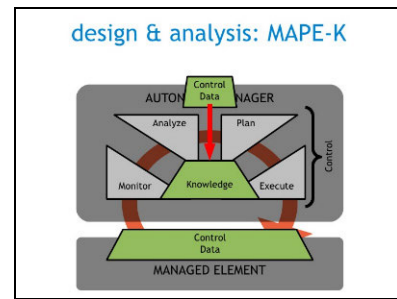 design & analysis: MAPE-K
Control
Data
AUTON NAGER
Analyze
Plan
Control
Monitor
Knowledge
Execute
Control
Data
MANAGED ELEMENT